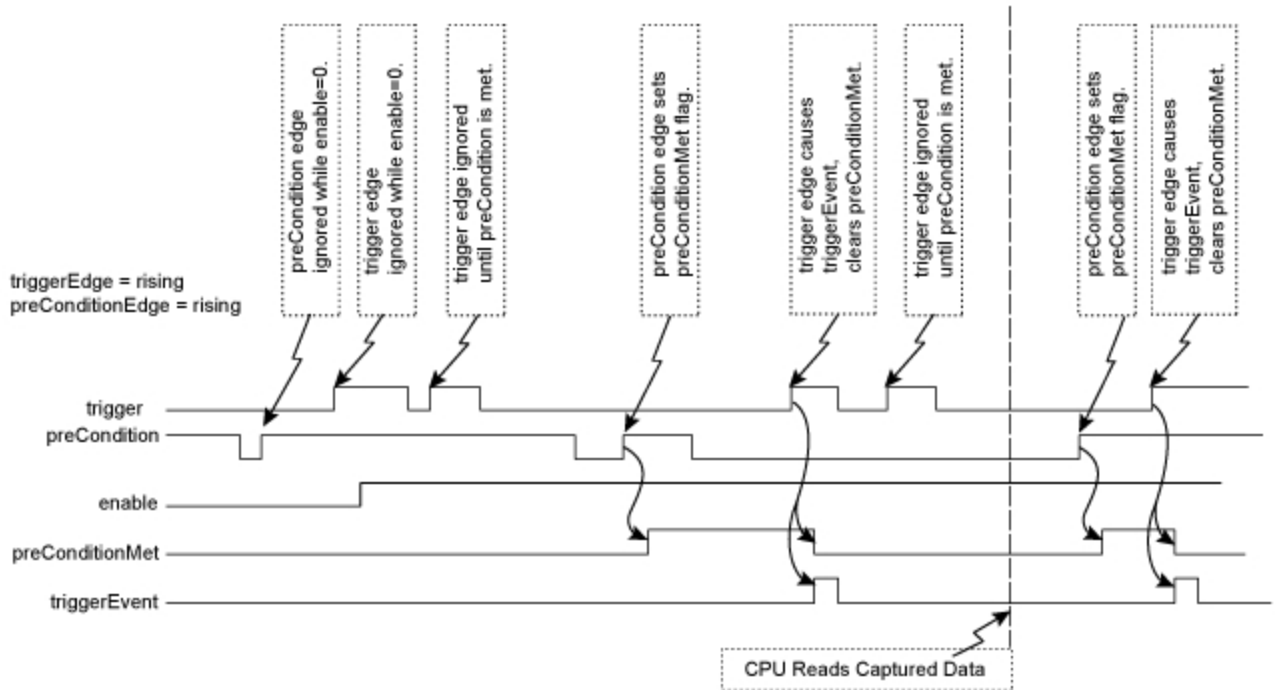 preCondition edge
ignored while enable=0.
trigger edge
ignored while enable=0.
trigger edge ignored
until preCondition is met.
preCondition edge sets
preConditionMet flag.
trigger edge causes
triggerEvent,
clears preConditionMet.
trigger edge ignored
until preCondition is met.
preCondition edge sets
preConditionMet flag.
trigger edge causes
triggerEvent,
clears preConditionMet.
triggerEdge = rising
preConditionEdge = rising
trigger
preCondition
enable
preConditionMet
triggerEvent
CPU Reads Captured Data